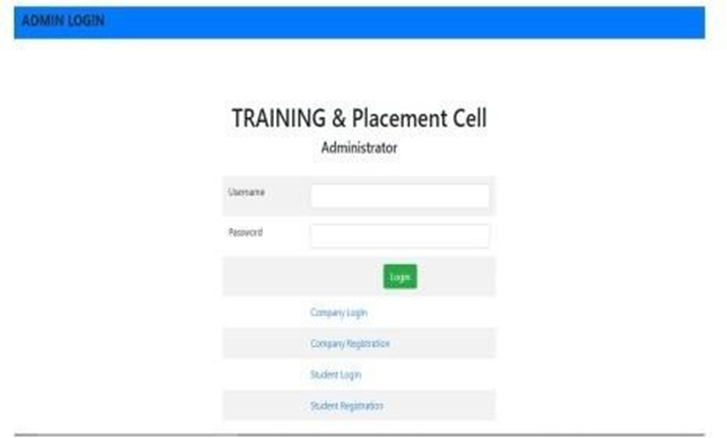 ADMIN LOGIN
TRAINING & Placement Cell
Administrator
Username
Password
Login
Company Login
Company Registration
Student Login
Student Registration